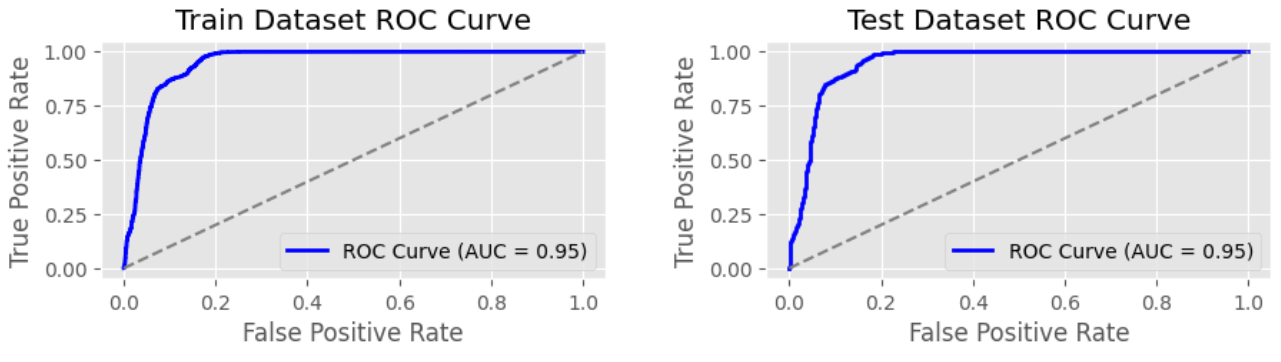 Train Dataset ROC Curve
True Positive Rate
1.00
0.75
0.50
0.25
0.00
ROC Curve (AUC = 0.95)
0.0 0.2 0.4 0.6 0.8 1.0
False Positive Rate
Test Dataset ROC Curve
True Positive Rate
1.00
0.75
0.50
0.25
0.00
ROC Curve (AUC = 0.95)
0.0 0.2 0.4 0.6 0.8 1.0
False Positive Rate